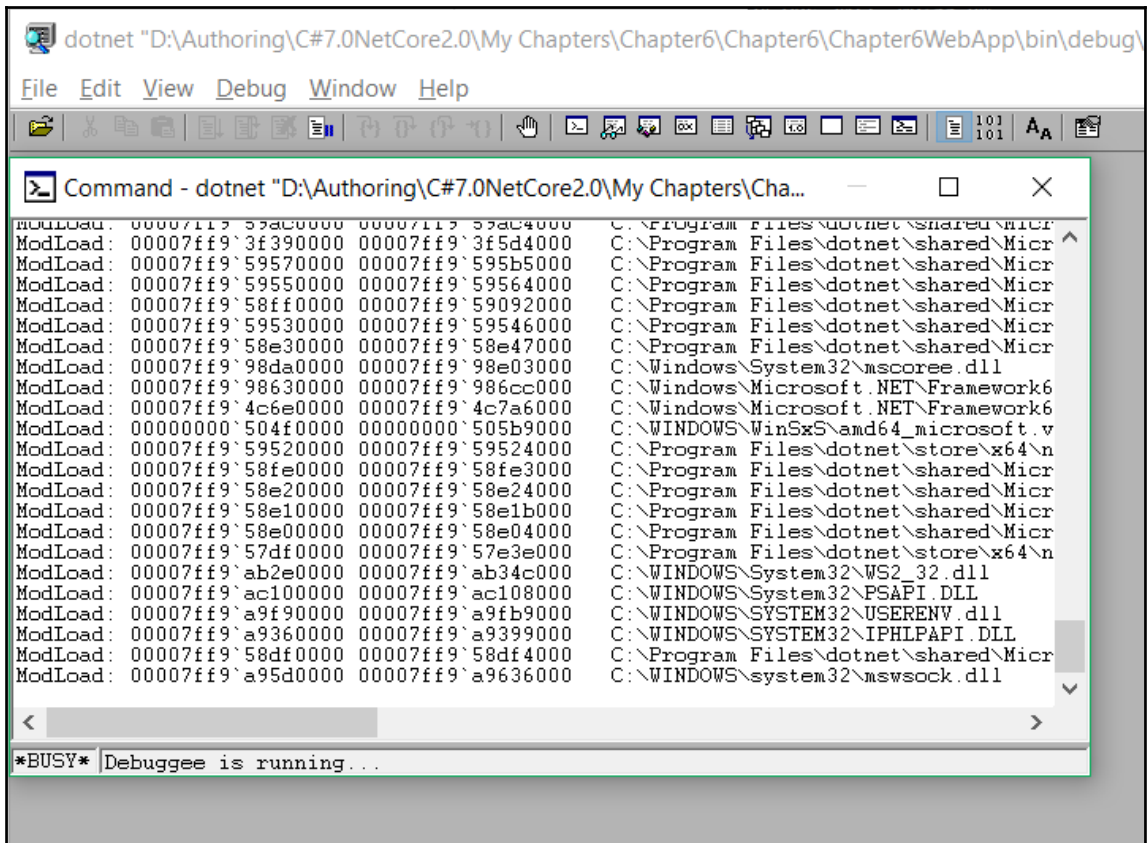 dotnet "D:\Authoring\C#7.0NetCore2.0\My Chapters\Chapter6\Chapter6\Chapter6WebApp\bin\debug\
File Edit View Debug Window Help
101
101
Command - dotnet "D:\Authoring\C#7.0NetCore2.0\My Chapters\Cha...
ModLoad: 00007ff9`59ac0000 00007ff9`59ac4000 C:\Program Files\dotnet\shared\Micr
ModLoad: 00007ff9`3f390000 00007ff9`3f5d4000 C:\Program Files\dotnet\shared\Micr
ModLoad: 00007ff9`59570000 00007ff9`595b5000 C:\Program Files\dotnet\shared\Micr
ModLoad: 00007ff9`59550000 00007ff9`59564000 C:\Program Files\dotnet\shared\Micr
ModLoad: 00007ff9`58ff0000 00007ff9`59092000 C:\Program Files\dotnet\shared\Micr
ModLoad: 00007ff9`59530000 00007ff9`59546000 C:\Program Files\dotnet\shared\Micr
ModLoad: 00007ff9`58e30000 00007ff9`58e47000 C:\Program Files\dotnet\shared\Micr
ModLoad: 00007ff9`98da0000 00007ff9`98e03000 C:\Windows\System32\mscoree.dll
ModLoad: 00007ff9`98630000 00007ff9`986cc000 C:\Windows\Microsoft.NET\Framework6
ModLoad: 00007ff9`4c6e0000 00007ff9`4c7a6000 C:\Windows\Microsoft.NET\Framework6
ModLoad: 00000000`504f0000 00000000`505b9000 C:\WINDOWS\WinSxS\amd64_microsoft.v
ModLoad: 00007ff9`59520000 00007ff9`59524000 C:\Program Files\dotnet\store\x64\n
ModLoad: 00007ff9`58fe0000 00007ff9`58fe3000 C:\Program Files\dotnet\shared\Micr
ModLoad: 00007ff9`58e20000 00007ff9`58e24000 C:\Program Files\dotnet\shared\Micr
ModLoad: 00007ff9`58e10000 00007ff9`58e1b000 C:\Program Files\dotnet\shared\Micr
ModLoad: 00007ff9`58e00000 00007ff9`58e04000 C:\Program Files\dotnet\shared\Micr
ModLoad: 00007ff9`57df0000 00007ff9`57e3e000 C:\Program Files\dotnet\store\x64\n
ModLoad: 00007ff9`ab2e0000 00007ff9`ab34c000 C:\WINDOWS\System32\WS2_32.dll
ModLoad: 00007ff9`ac100000 00007ff9`ac108000 C:\WINDOWS\System32\PSAPI.DLL
ModLoad: 00007ff9`a9f90000 00007ff9`a9fb9000 C:\WINDOWS\SYSTEM32\USERENV.dll
ModLoad: 00007ff9`a9360000 00007ff9`a9399000 C:\WINDOWS\SYSTEM32\IPHLPAPI.DLL
ModLoad: 00007ff9`58df0000 00007ff9`58df4000 C:\Program Files\dotnet\shared\Micr
ModLoad: 00007ff9`a95d0000 00007ff9`a9636000 C:\WINDOWS\system32\mswsock.dll
*BUSY* Debuggee is running...